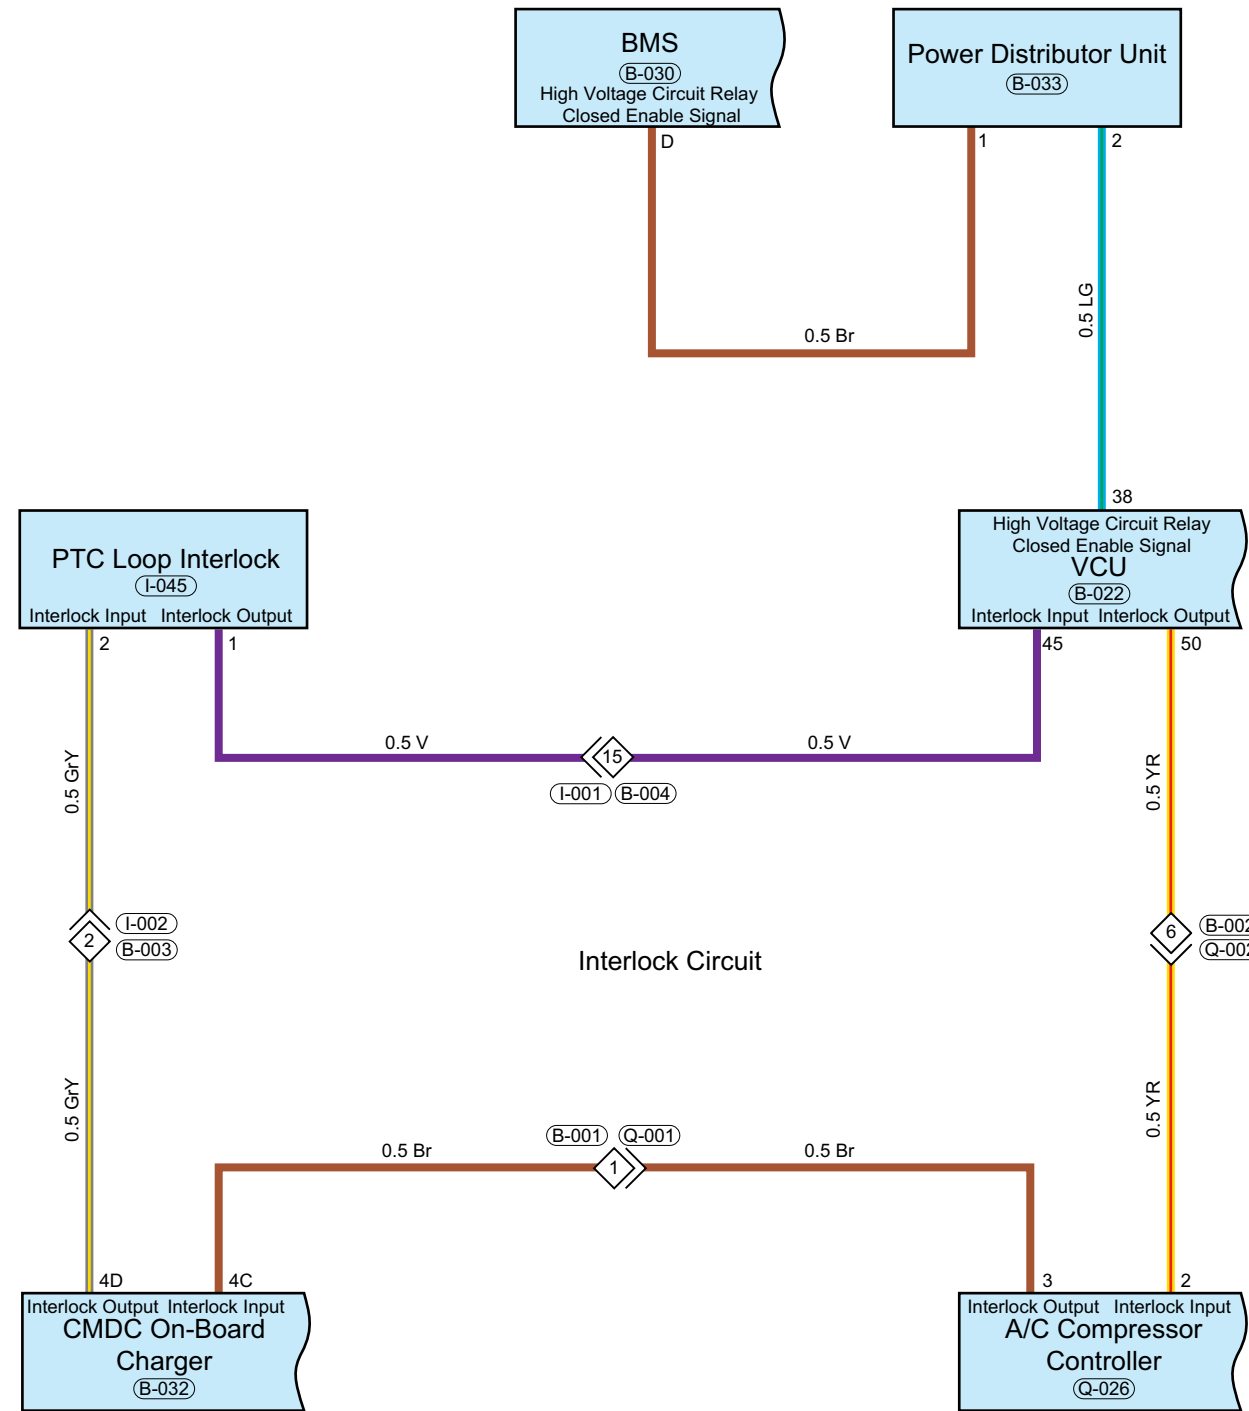 BMS
B-030
High Voltage Circuit Relay
Closed Enable Signal
D
Power Distributor Unit
B-033
1
2
0.5 Br
0.5 LG
38
High Voltage Circuit Relay
Closed Enable Signal
VCU
B-022
Interlock Input Interlock Output
45
50
PTC Loop Interlock
I-045
Interlock Input Interlock Output
2
1
0.5 V
15
0.5 V
I-001 B-004
0.5 GrY
0.5 YR
2
I-002
B-003
Interlock Circuit
6
B-002
Q-002
0.5 GrY
0.5 YR
B-001 Q-001
0.5 Br
1
0.5 Br
4D
4C
Interlock Output Interlock Input
CMDC On-Board
Charger
B-032
3
2
Interlock Output Interlock Input
A/C Compressor
Controller
Q-026